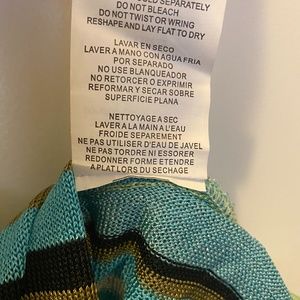 SEPARATELY
DO NOT BLEACH
DO NOT TWIST OR WRING
RESHAPE AND LAY FLAT TO DRY
LAVAR EN SECO
LAVER A MANO CON AGUA FRIA
POR SEPARADO
NO USE BLANQUEADOR
NO RETORCER O EXPRIMIR
REFORMAR Y SECAR SOBRE
SUPERFICIE PLANA
NETTOYAGE A SEC
LAVER A LA MAIN A L'EAU
FROIDE SEPAREMENT
NE PAS UTILISER D'EAU DE JAVEL
NE PAS TORDRE NI ESSORER
REDONNER FORME ETENDRE
A PLAT LORS DU SECHAGE